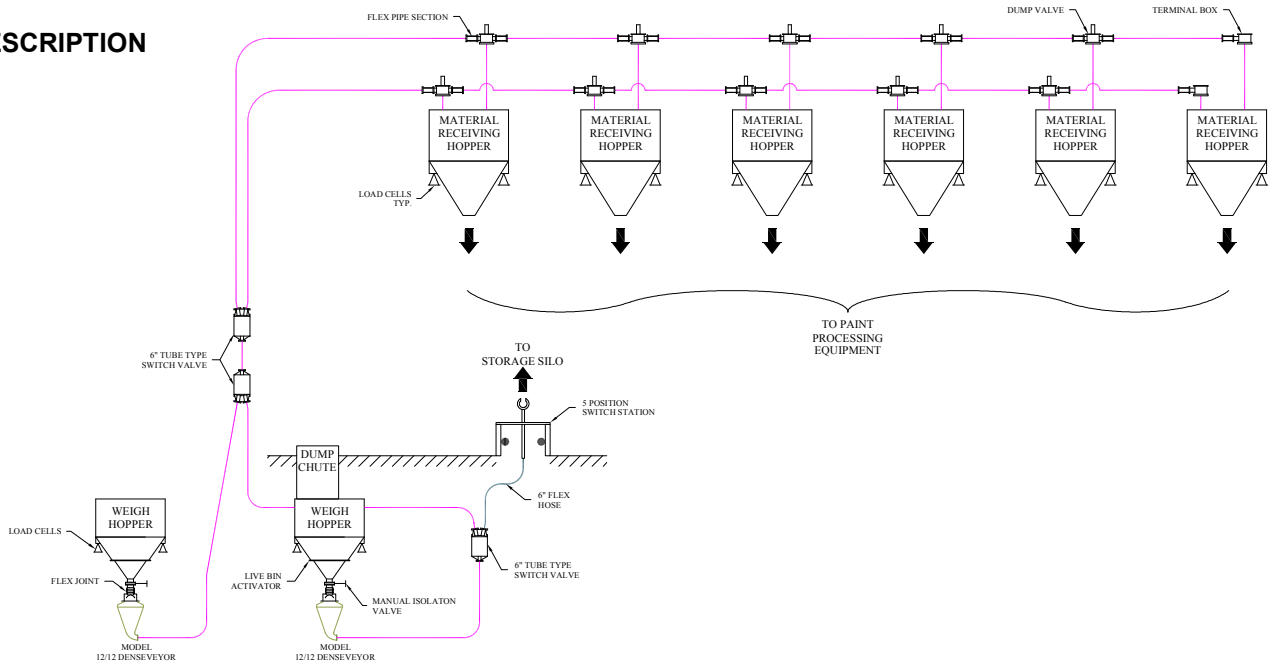 ESCRIPTION
FLEX PIPE SECTION
DUMP VALVE
TERMINAL BOX
MATERIAL
RECEIVING
HOPPER
MATERIAL
RECEIVING
HOPPER
MATERIAL
RECEIVING
HOPPER
MATERIAL
RECEIVING
HOPPER
MATERIAL
RECEIVING
HOPPER
MATERIAL
RECEIVING
HOPPER
LOAD CELLS
TYP.
TO PAINT
PROCESSING
EQUIPMENT
6" TUBE TYPE
SWITCH VALVE
TO
STORAGE SILO
5 POSITION
SWITCH STATION
DUMP
CHUTE
6" FLEX
HOSE
WEIGH
HOPPER
WEIGH
HOPPER
LOAD CELLS
FLEX JOINT
LIVE BIN
ACTIVATOR
MANUAL ISOLATON
VALVE
6" TUBE TYPE
SWITCH VALVE
MODEL
12/12 DENSEVEYOR
MODEL
12/12 DENSEVEYOR